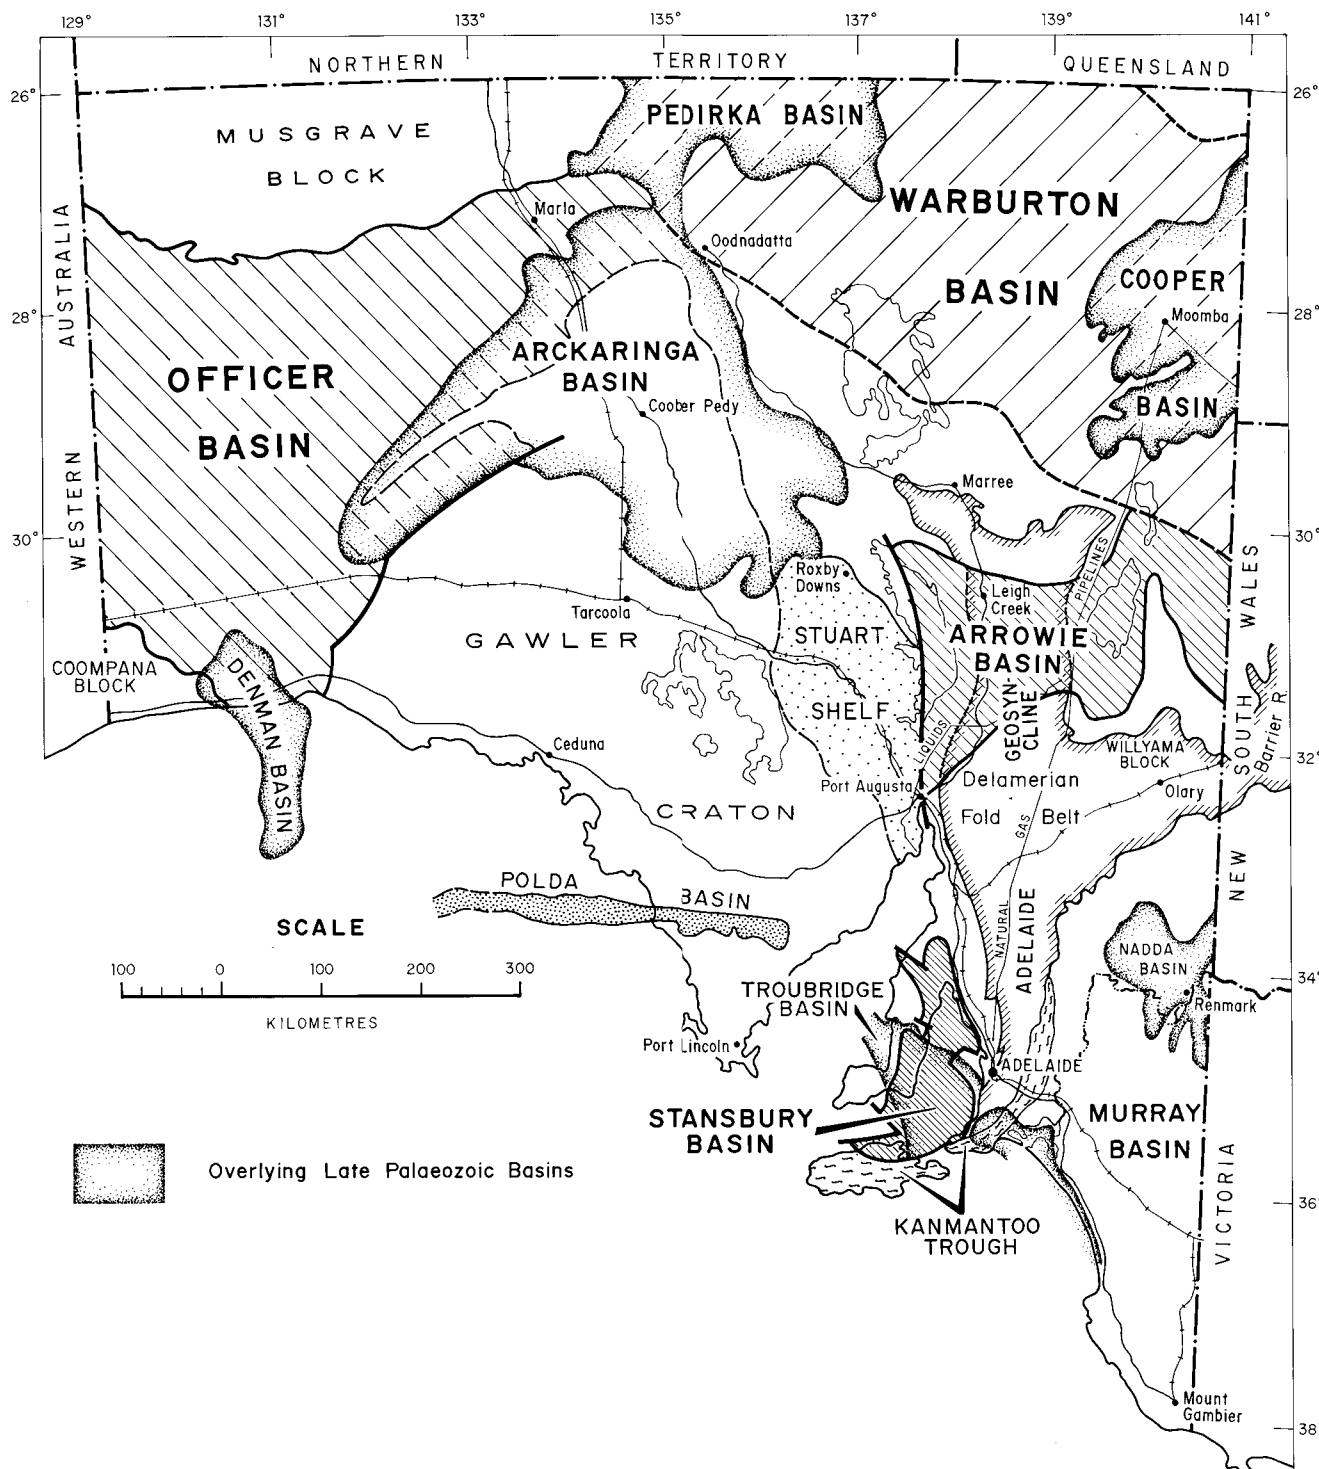 129° 131° 133° 135° 137° 139° 141°
NORTHERN TERRITORY QUEENSLAND
26° 26°
MUSGRAVE
BLOCK
PEDIRKA BASIN
WARBURTON
BASIN
Marla
Oodnadatta
COOPER
Moomba
BASIN
28° 28°
WESTERN AUSTRALIA
OFFICER
BASIN
ARCKARINGA
BASIN
Coober Pedy
Marree
30° 30°
PIPELINES
Roxby
Downs
Leigh
Creek
Tarcoola
GAWLER
STUART
SHELF
ARROWIE
BASIN
COOMPANA
BLOCK
DENMAN BASIN
GEOSYN-
CLINE
LIQUIDS
WILLYAMA
BLOCK
NEW SOUTH WALES
Barrier R.
Ceduna
32° 32°
Port Augusta
Delamerian
Fold Belt
Olary
CRATON
NATURAL GAS
POLDA BASIN
ADELAIDE
SCALE
100 0 100 200 300
KILOMETRES
NADDA
BASIN
34° 34°
TROUBRIDGE
BASIN
Renmark
Port Lincoln
ADELAIDE
STANSBURY
BASIN
MURRAY
BASIN
Overlying Late Palaeozoic Basins
VICTORIA
36°
KANMANTOO
TROUGH
Mount
Gambier
38